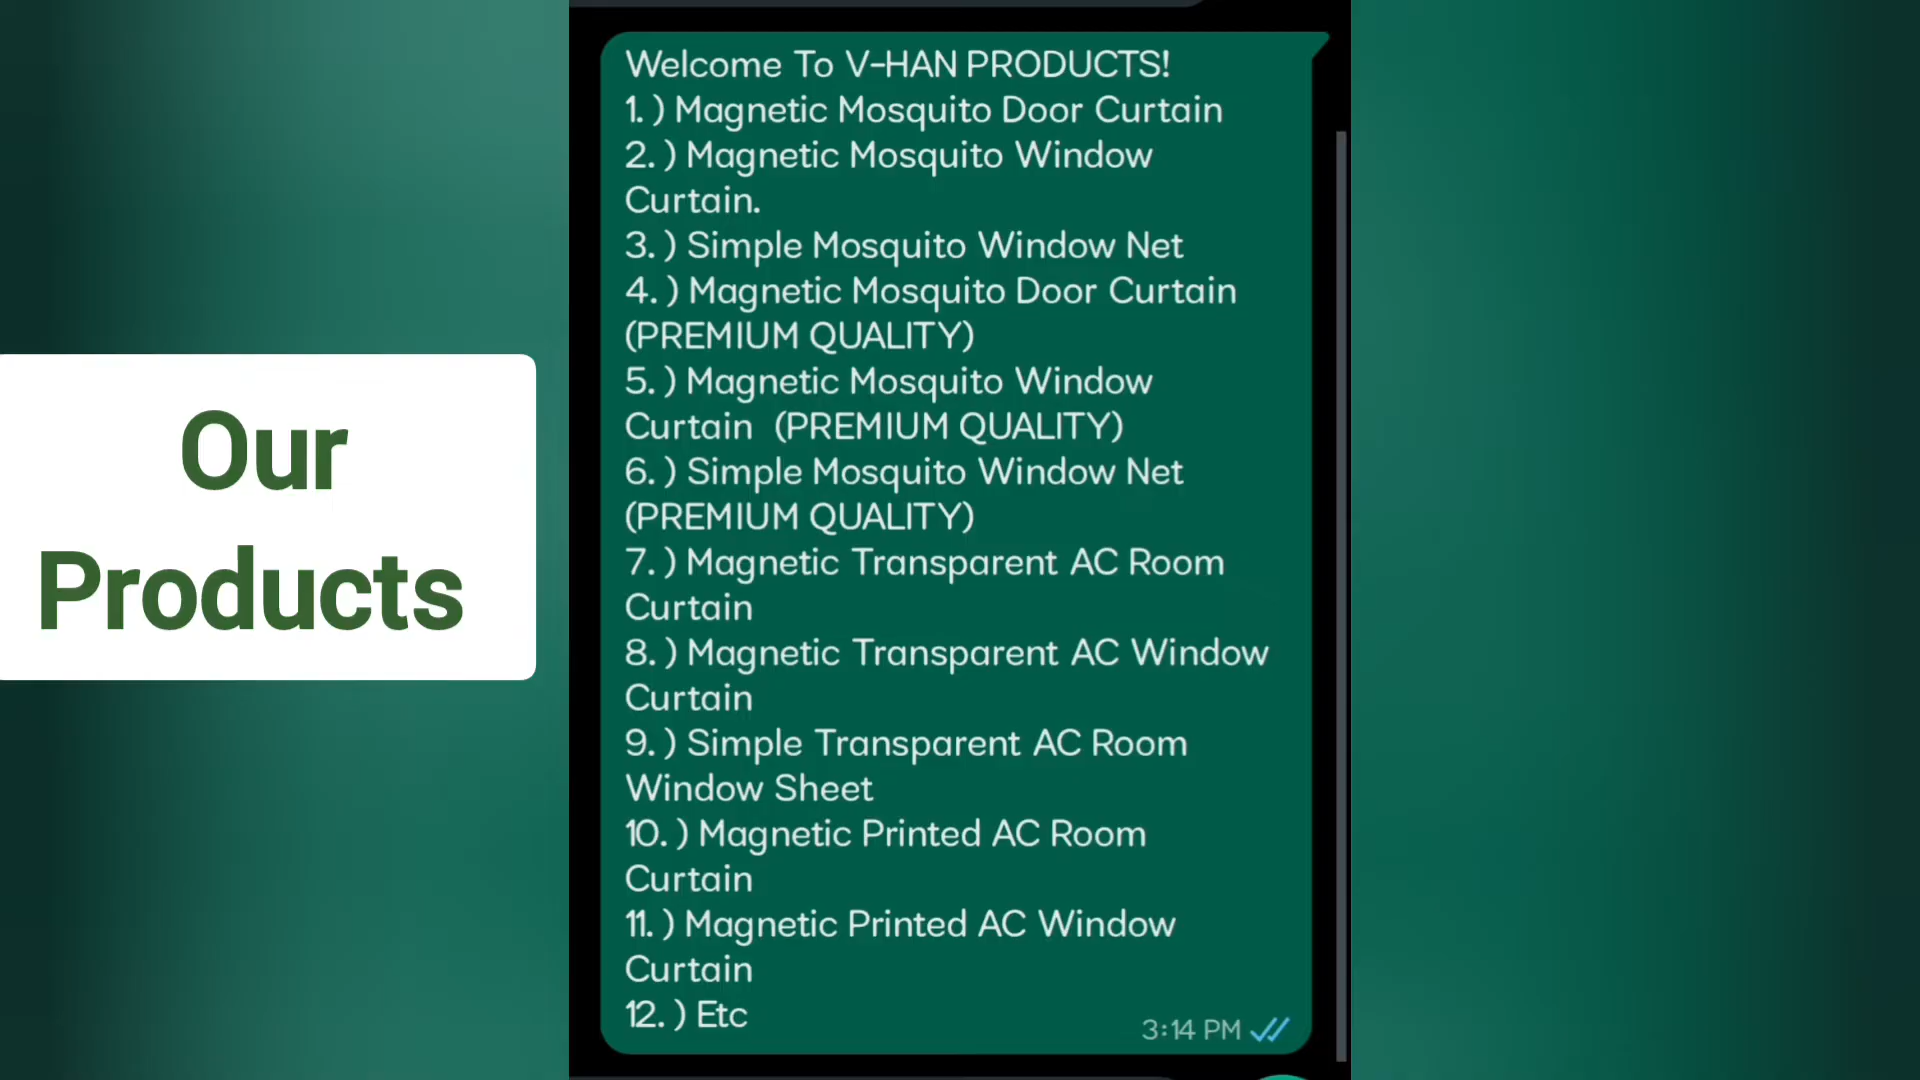 Our
Products
Welcome To V-HAN PRODUCTS!
1. ) Magnetic Mosquito Door Curtain
2. ) Magnetic Mosquito Window
Curtain.
3. ) Simple Mosquito Window Net
4. ) Magnetic Mosquito Door Curtain
(PREMIUM QUALITY)
5. ) Magnetic Mosquito Window
Curtain  (PREMIUM QUALITY)
6. ) Simple Mosquito Window Net
(PREMIUM QUALITY)
7. ) Magnetic Transparent AC Room
Curtain
8. ) Magnetic Transparent AC Window
Curtain
9. ) Simple Transparent AC Room
Window Sheet
10. ) Magnetic Printed AC Room
Curtain
11. ) Magnetic Printed AC Window
Curtain
12. ) Etc
3:14 PM